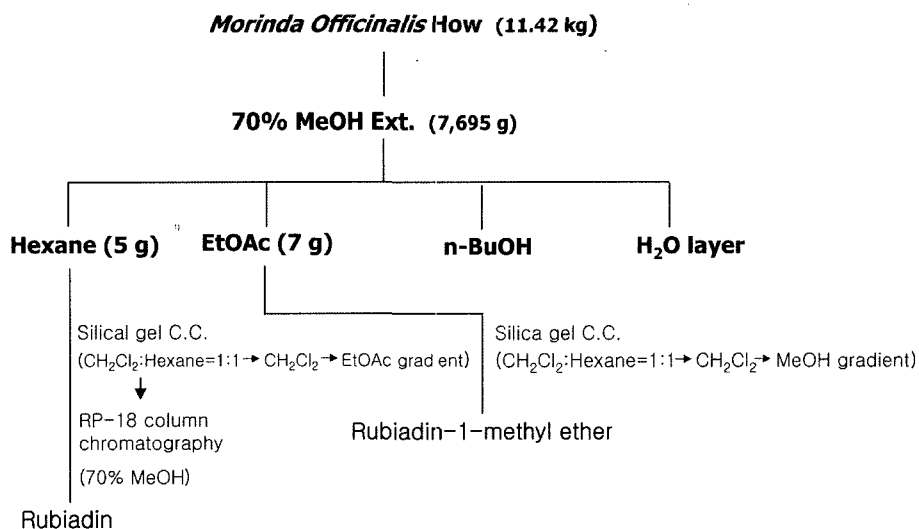 Morinda Officinalis How (11.42 kg)
70% MeOH Ext. (7,695 g)
Hexane (5 g)
EtOAc (7 g)
n-BuOH
H₂O layer
Silical gel C.C.
(CH₂Cl₂:Hexane=1:1→ CH₂Cl₂→EtOAc grad ent)
RP-18 column
chromatography
(70% MeOH)
Rubiadin
Silica gel C.C.
(CH₂Cl₂:Hexane=1:1→ CH₂Cl₂→ MeOH gradient)
Rubiadin-1-methyl ether